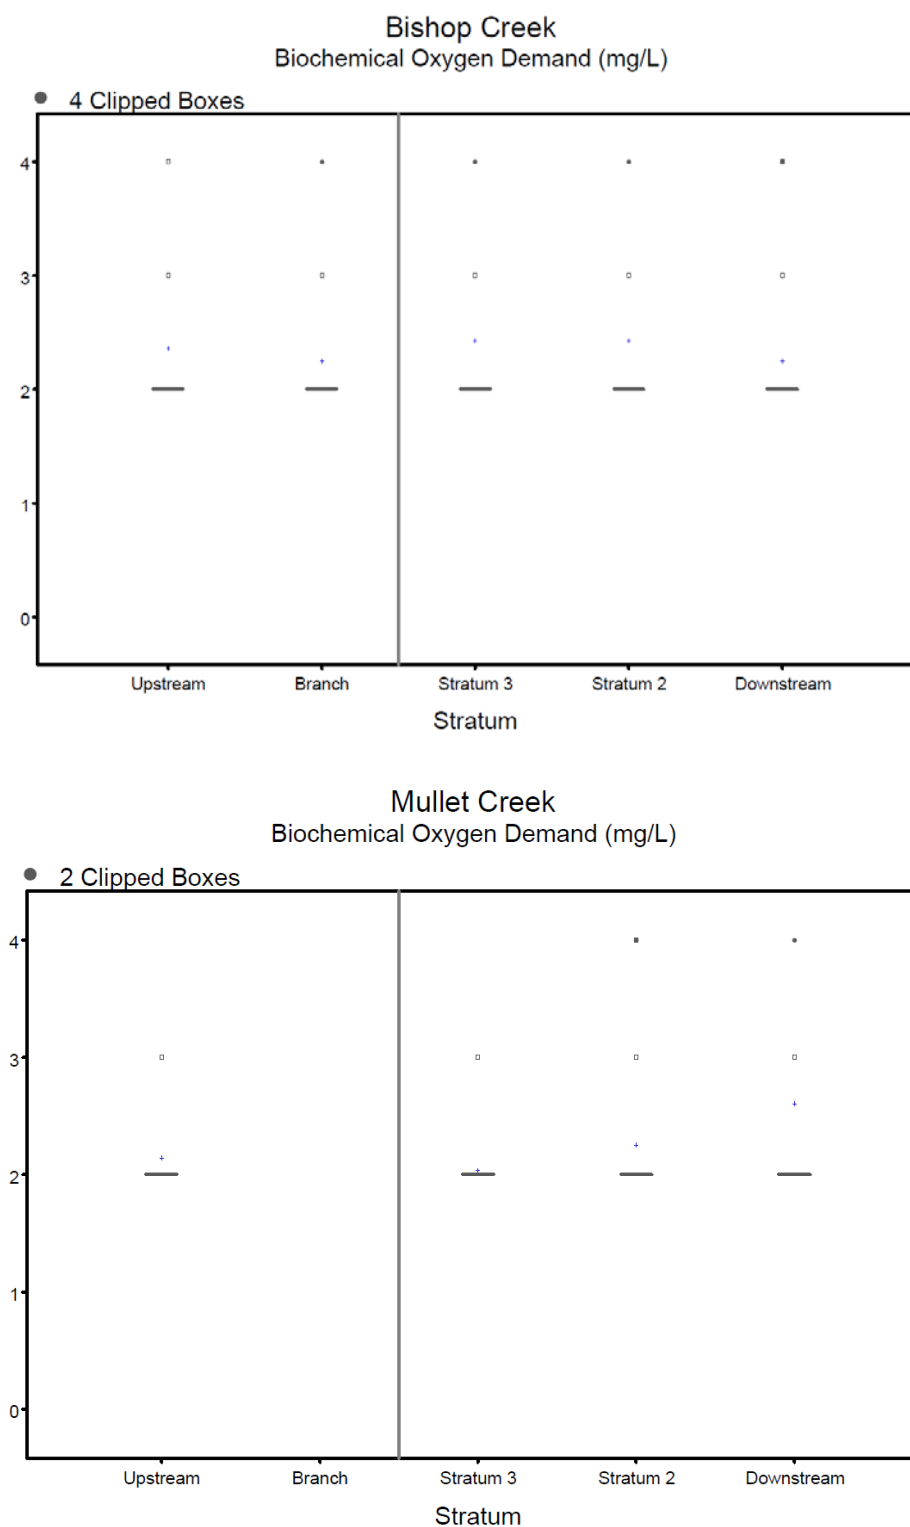 Bishop Creek
Biochemical Oxygen Demand (mg/L)
4 Clipped Boxes
4
3
2
1
0
Upstream Branch Stratum 3 Stratum 2 Downstream
Stratum
Mullet Creek
Biochemical Oxygen Demand (mg/L)
2 Clipped Boxes
4
3
2
1
0
Upstream Branch Stratum 3 Stratum 2 Downstream
Stratum